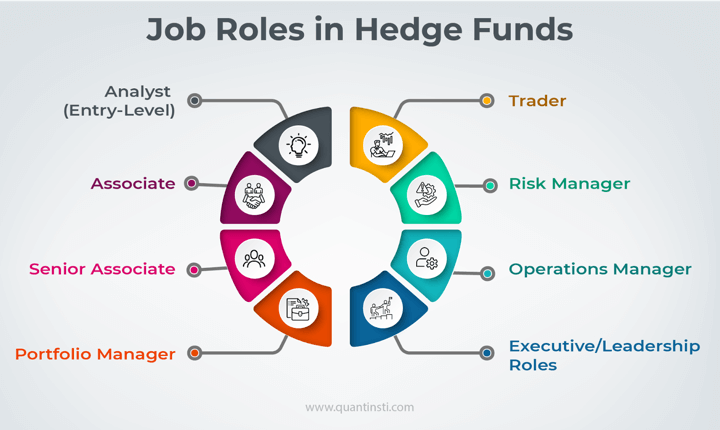 Job Roles in Hedge Funds
Analyst
(Entry-Level)
Associate
Senior Associate
Portfolio Manager
Trader
Risk Manager
Operations Manager
Executive/Leadership
Roles
www.quantinsti.com